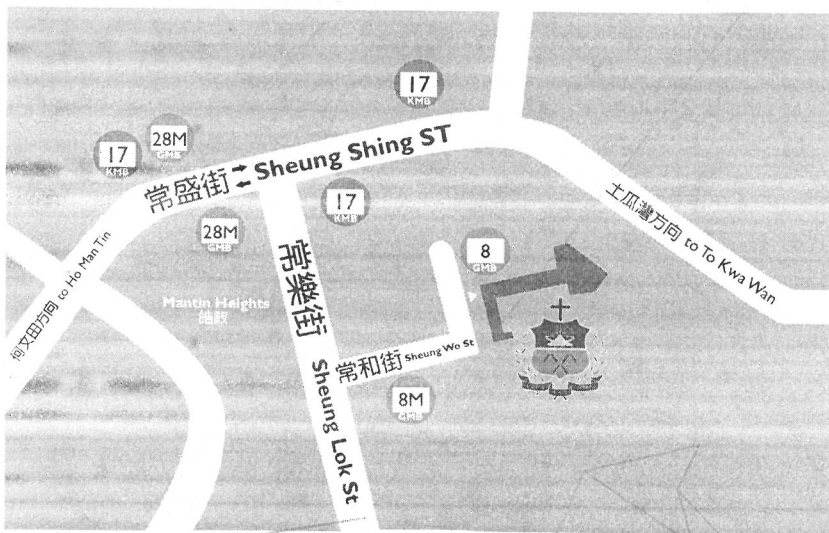 17
KMB
28M
GMB
17
KMB
常盛街 Sheung Shing ST
28M
GMB
17
KMB
8
GMB
土瓜灣方向 to To Kwa Wan
何文田方向 to Ho Man Tin
Mantin Heights
皓畋
常樂街 Sheung Lok St
常和街 Sheung Wo St
8M
GMB